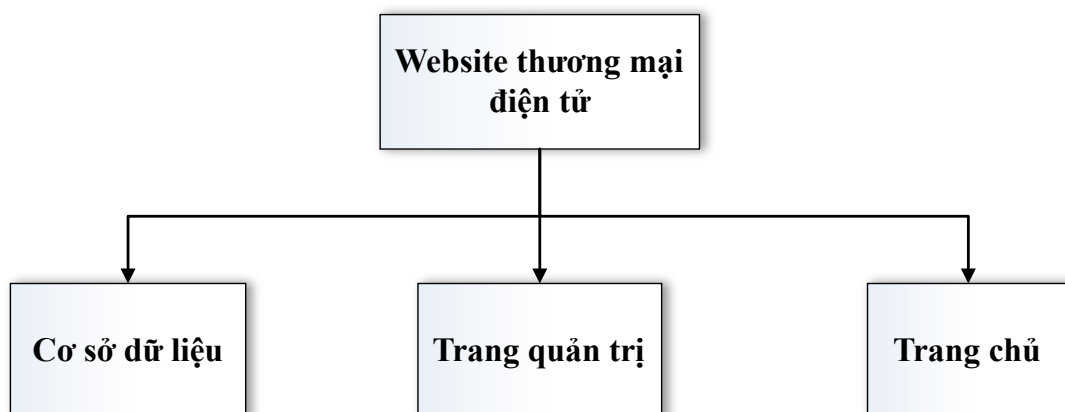 Website thương mại
điện tử
Cơ sở dữ liệu
Trang quản trị
Trang chủ